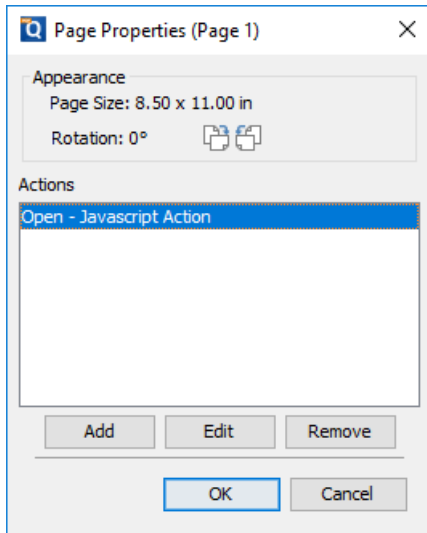 Page Properties (Page 1)
Appearance
Page Size: 8.50 x 11.00 in
Rotation: 0°
Actions
Open - Javascript Action
Add Edit Remove
OK Cancel